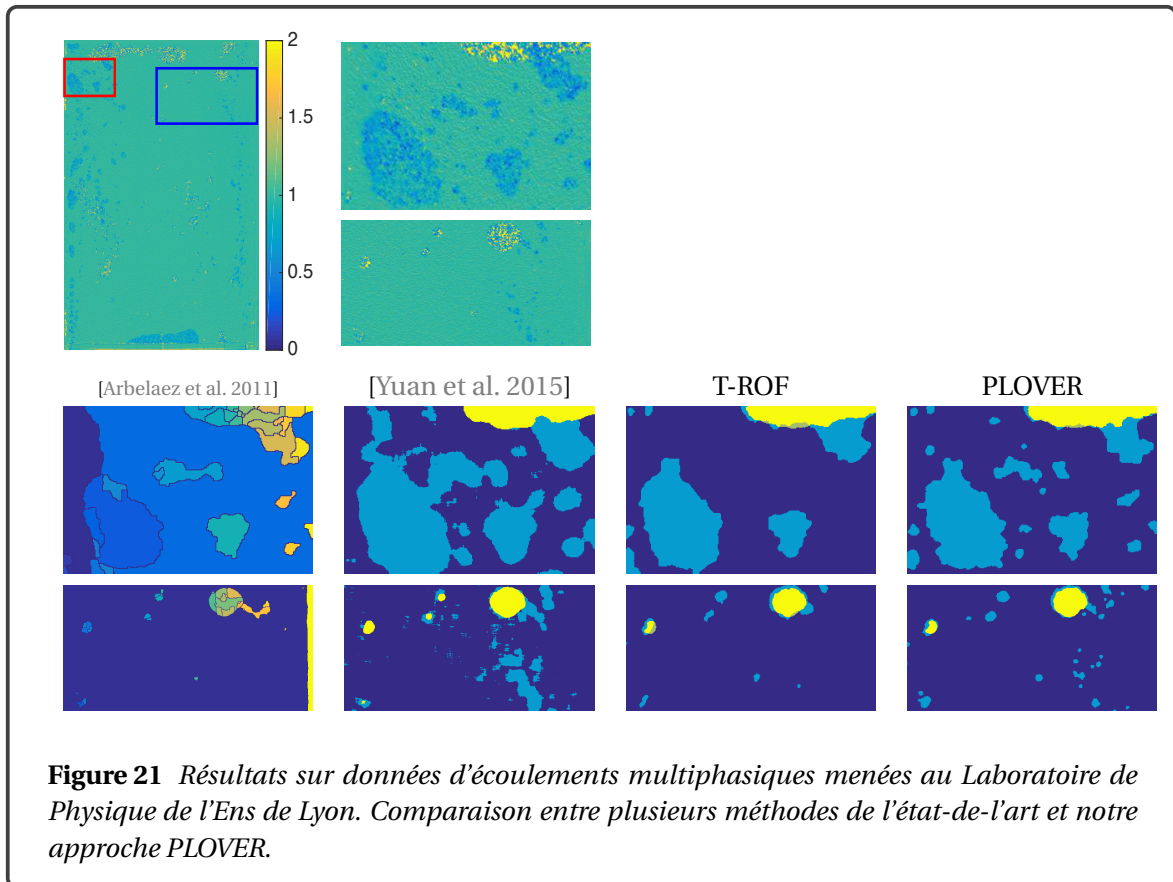 2
1.5
1
0.5
0
[Arbelaez et al. 2011]
[Yuan et al. 2015]
T-ROF
PLOVER
Figure 21 Résultats sur données d'écoulements multiphasiques menées au Laboratoire de
Physique de l'Ens de Lyon. Comparaison entre plusieurs méthodes de l'état-de-l'art et notre
approche PLOVER.